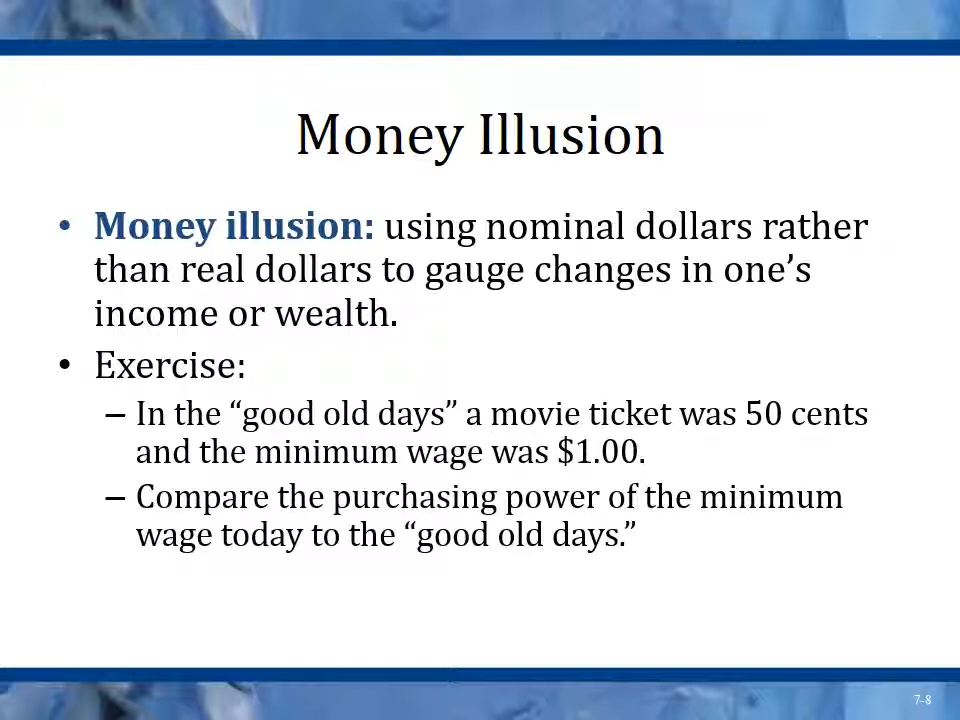 Money Illusion
• Money illusion: using nominal dollars rather
than real dollars to gauge changes in one’s
income or wealth.
• Exercise:
– In the “good old days” a movie ticket was 50 cents
and the minimum wage was $1.00.
– Compare the purchasing power of the minimum
wage today to the “good old days.”
7-8